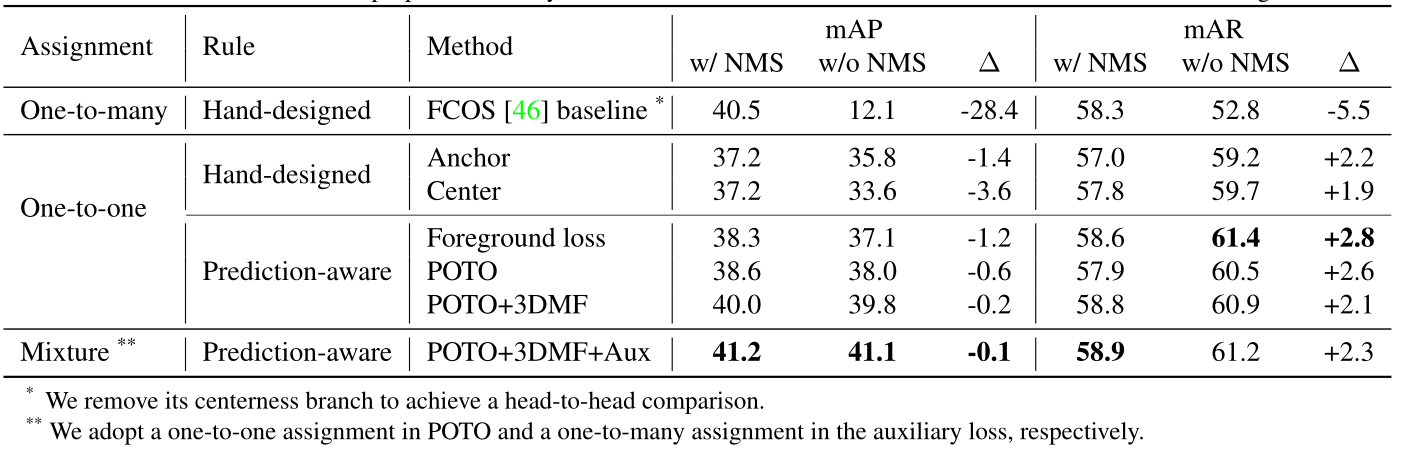 Assignment Rule Method mAP mAR
w/ NMS w/o NMS Δ w/ NMS w/o NMS Δ
One-to-many Hand-designed FCOS [46] baseline * 40.5 12.1 -28.4 58.3 52.8 -5.5
One-to-one Hand-designed Anchor 37.2 35.8 -1.4 57.0 59.2 +2.2
Center 37.2 33.6 -3.6 57.8 59.7 +1.9
Prediction-aware Foreground loss 38.3 37.1 -1.2 58.6 61.4 +2.8
POTO 38.6 38.0 -0.6 57.9 60.5 +2.6
POTO+3DMF 40.0 39.8 -0.2 58.8 60.9 +2.1
Mixture ** Prediction-aware POTO+3DMF+Aux 41.2 41.1 -0.1 58.9 61.2 +2.3
* We remove its centerness branch to achieve a head-to-head comparison.
** We adopt a one-to-one assignment in POTO and a one-to-many assignment in the auxiliary loss, respectively.